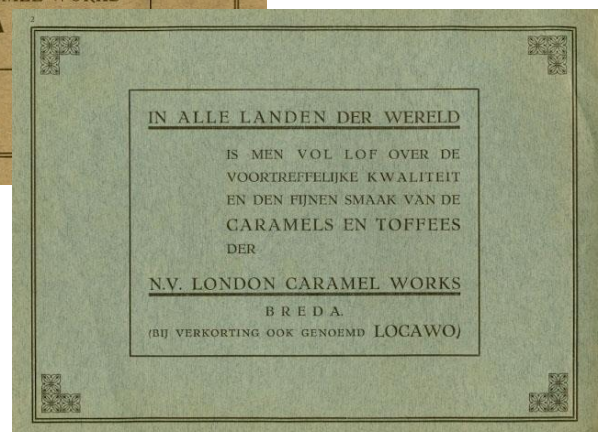 2
IN ALLE LANDEN DER WERELD
IS MEN VOL LOF OVER DE
VOORTREFFELIJKE KWALITEIT
EN DEN FIJNEN SMAAK VAN DE
CARAMELS EN TOFFEES
DER
N.V. LONDON CARAMEL WORKS
BREDA.
(BIJ VERKORTING OOK GENOEMD LOCAWO)